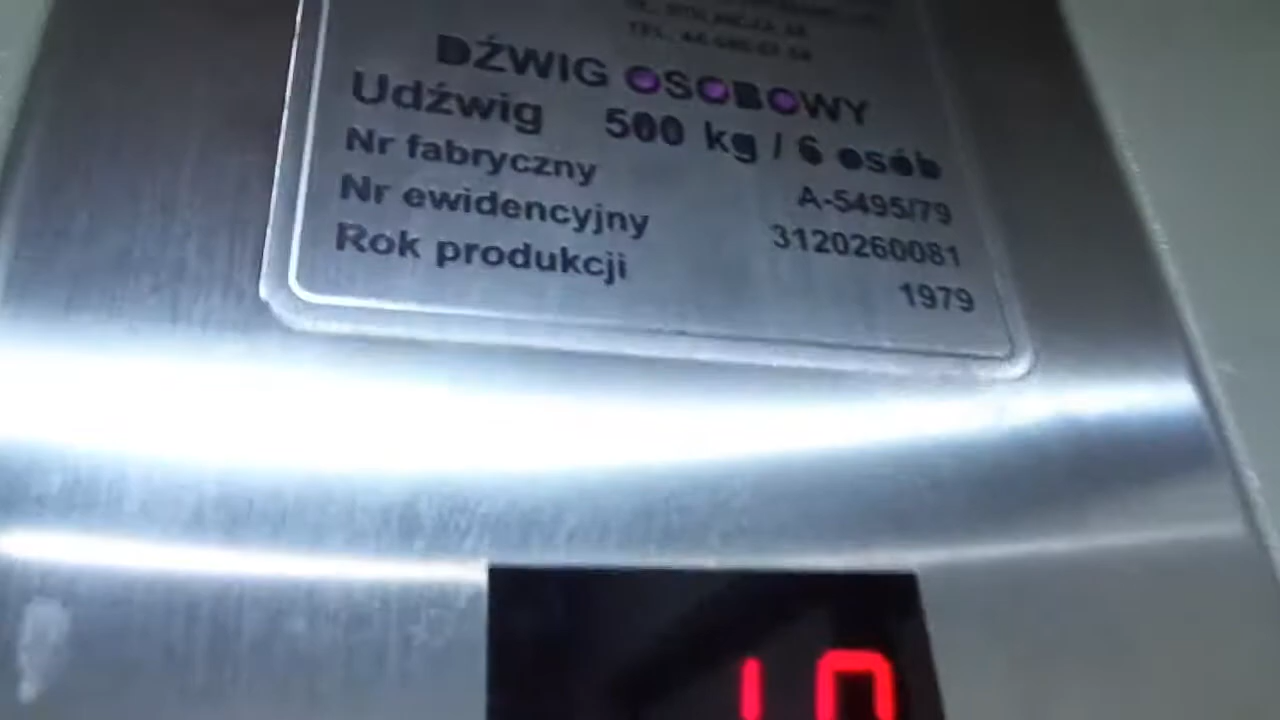 DŹWIG OSOBOWY
Udźwig 500 kg / 6 osób
Nr fabryczny A-5495/79
Nr ewidencyjny 3120260081
Rok produkcji 1979